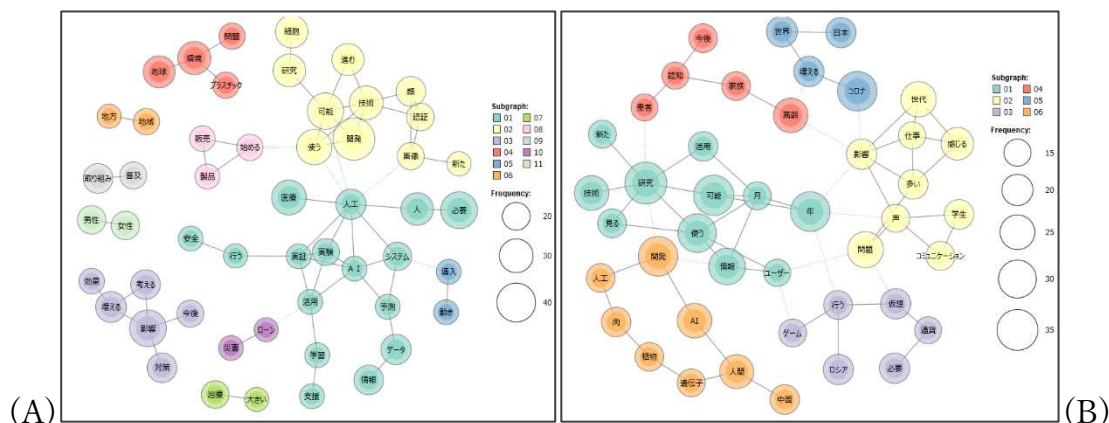 細胞
問題
環境
地球
プラスチック
研究
進む
技術
顔
可能
認証
地方
地域
開発
使う
画像
新た
販売
始める
製品
取り組み
普及
男性
女性
医療
人工
人
必要
安全
行う
実証
実験
システム
AI
導入
動き
活用
予測
効果
考える
増える
影響
今後
対策
災害
ローン
学習
データ
情報
支援
治療
大きい
Subgraph:
01 07
02 08
03 09
04 10
05 11
06
Frequency:
20
30
40
(A)
世界
日本
今後
増える
認知
家族
コロナ
患者
高齢
世代
仕事
感じる
影響
多い
新た
活用
研究
技術
可能
月
年
見る
使う
声
学生
情報
問題
コミュニケーション
ユーザー
開発
人工
行う
仮想
肉
AI
ゲーム
通貨
植物
遺伝子
人間
ロシア
必要
中国
Subgraph:
01 04
02 05
03 06
Frequency:
15
20
25
30
35
(B)